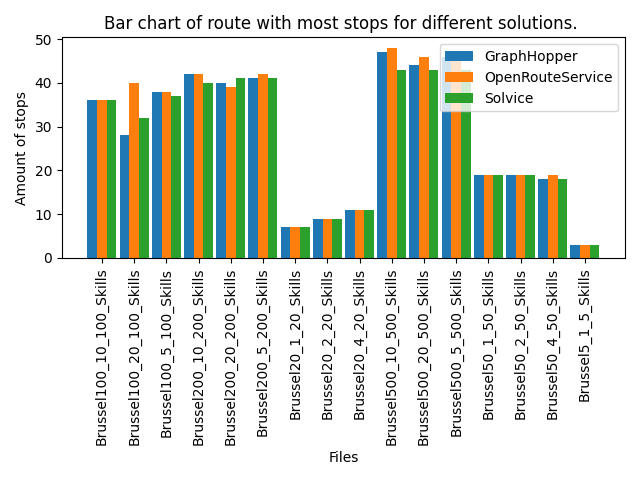 Bar chart of route with most stops for different solutions.
50
40
30
20
10
0
Amount of stops
GraphHopper
OpenRouteService
Solvice
Brussel100_10_100_Skills
Brussel100_20_100_Skills
Brussel100_5_100_Skills
Brussel200_10_200_Skills
Brussel200_20_200_Skills
Brussel200_5_200_Skills
Brussel20_1_20_Skills
Brussel20_2_20_Skills
Brussel20_4_20_Skills
Brussel500_10_500_Skills
Brussel500_20_500_Skills
Brussel500_5_500_Skills
Brussel50_1_50_Skills
Brussel50_2_50_Skills
Brussel50_4_50_Skills
Brussel5_1_5_Skills
Files